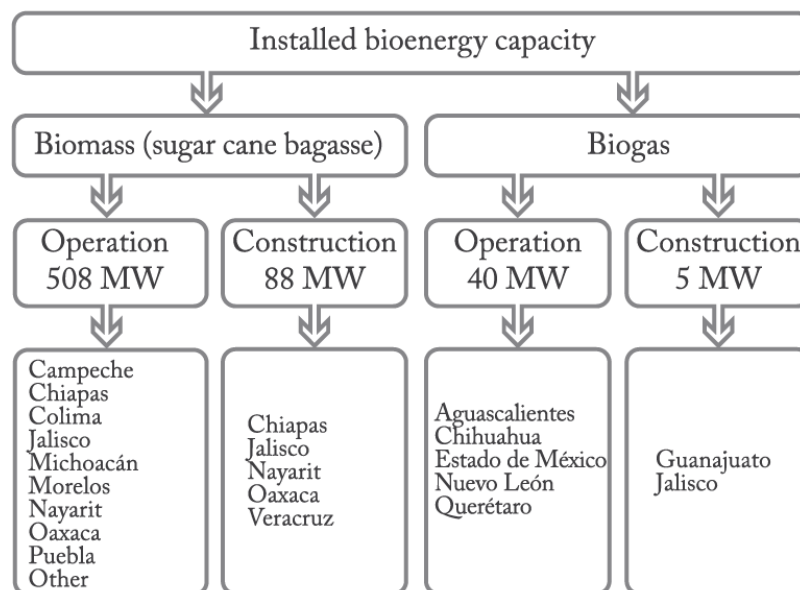 Installed bioenergy capacity
Biomass (sugar cane bagasse)
Biogas
Operation
508 MW
Construction
88 MW
Operation
40 MW
Construction
5 MW
Campeche
Chiapas
Colima
Jalisco
Michoacán
Morelos
Nayarit
Oaxaca
Puebla
Other
Chiapas
Jalisco
Nayarit
Oaxaca
Veracruz
Aguascalientes
Chihuahua
Estado de México
Nuevo León
Querétaro
Guanajuato
Jalisco